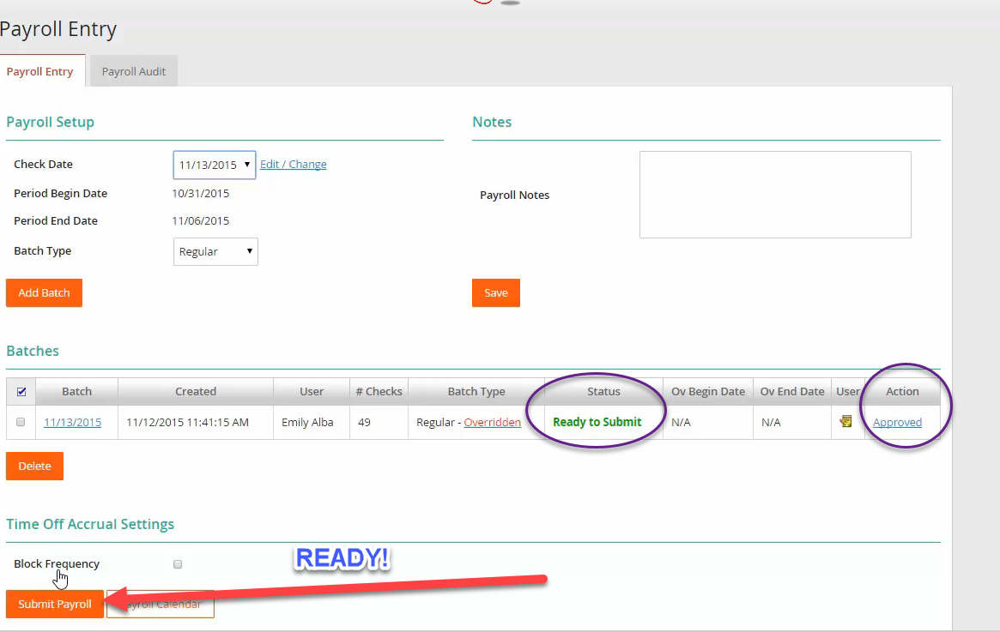 Payroll Entry
Payroll Entry Payroll Audit
Payroll Setup
Check Date 11/13/2015 Edit / Change
Period Begin Date 10/31/2015
Period End Date 11/06/2015
Batch Type Regular
Add Batch
Notes
Payroll Notes
Save
Batches
Batch Created User # Checks Batch Type Status Ov Begin Date Ov End Date User Action
11/13/2015 11/12/2015 11:41:15 AM Emily Alba 49 Regular - Overridden Ready to Submit N/A N/A Approved
Delete
Time Off Accrual Settings
Block Frequency
READY!
Submit Payroll Payroll Calendar